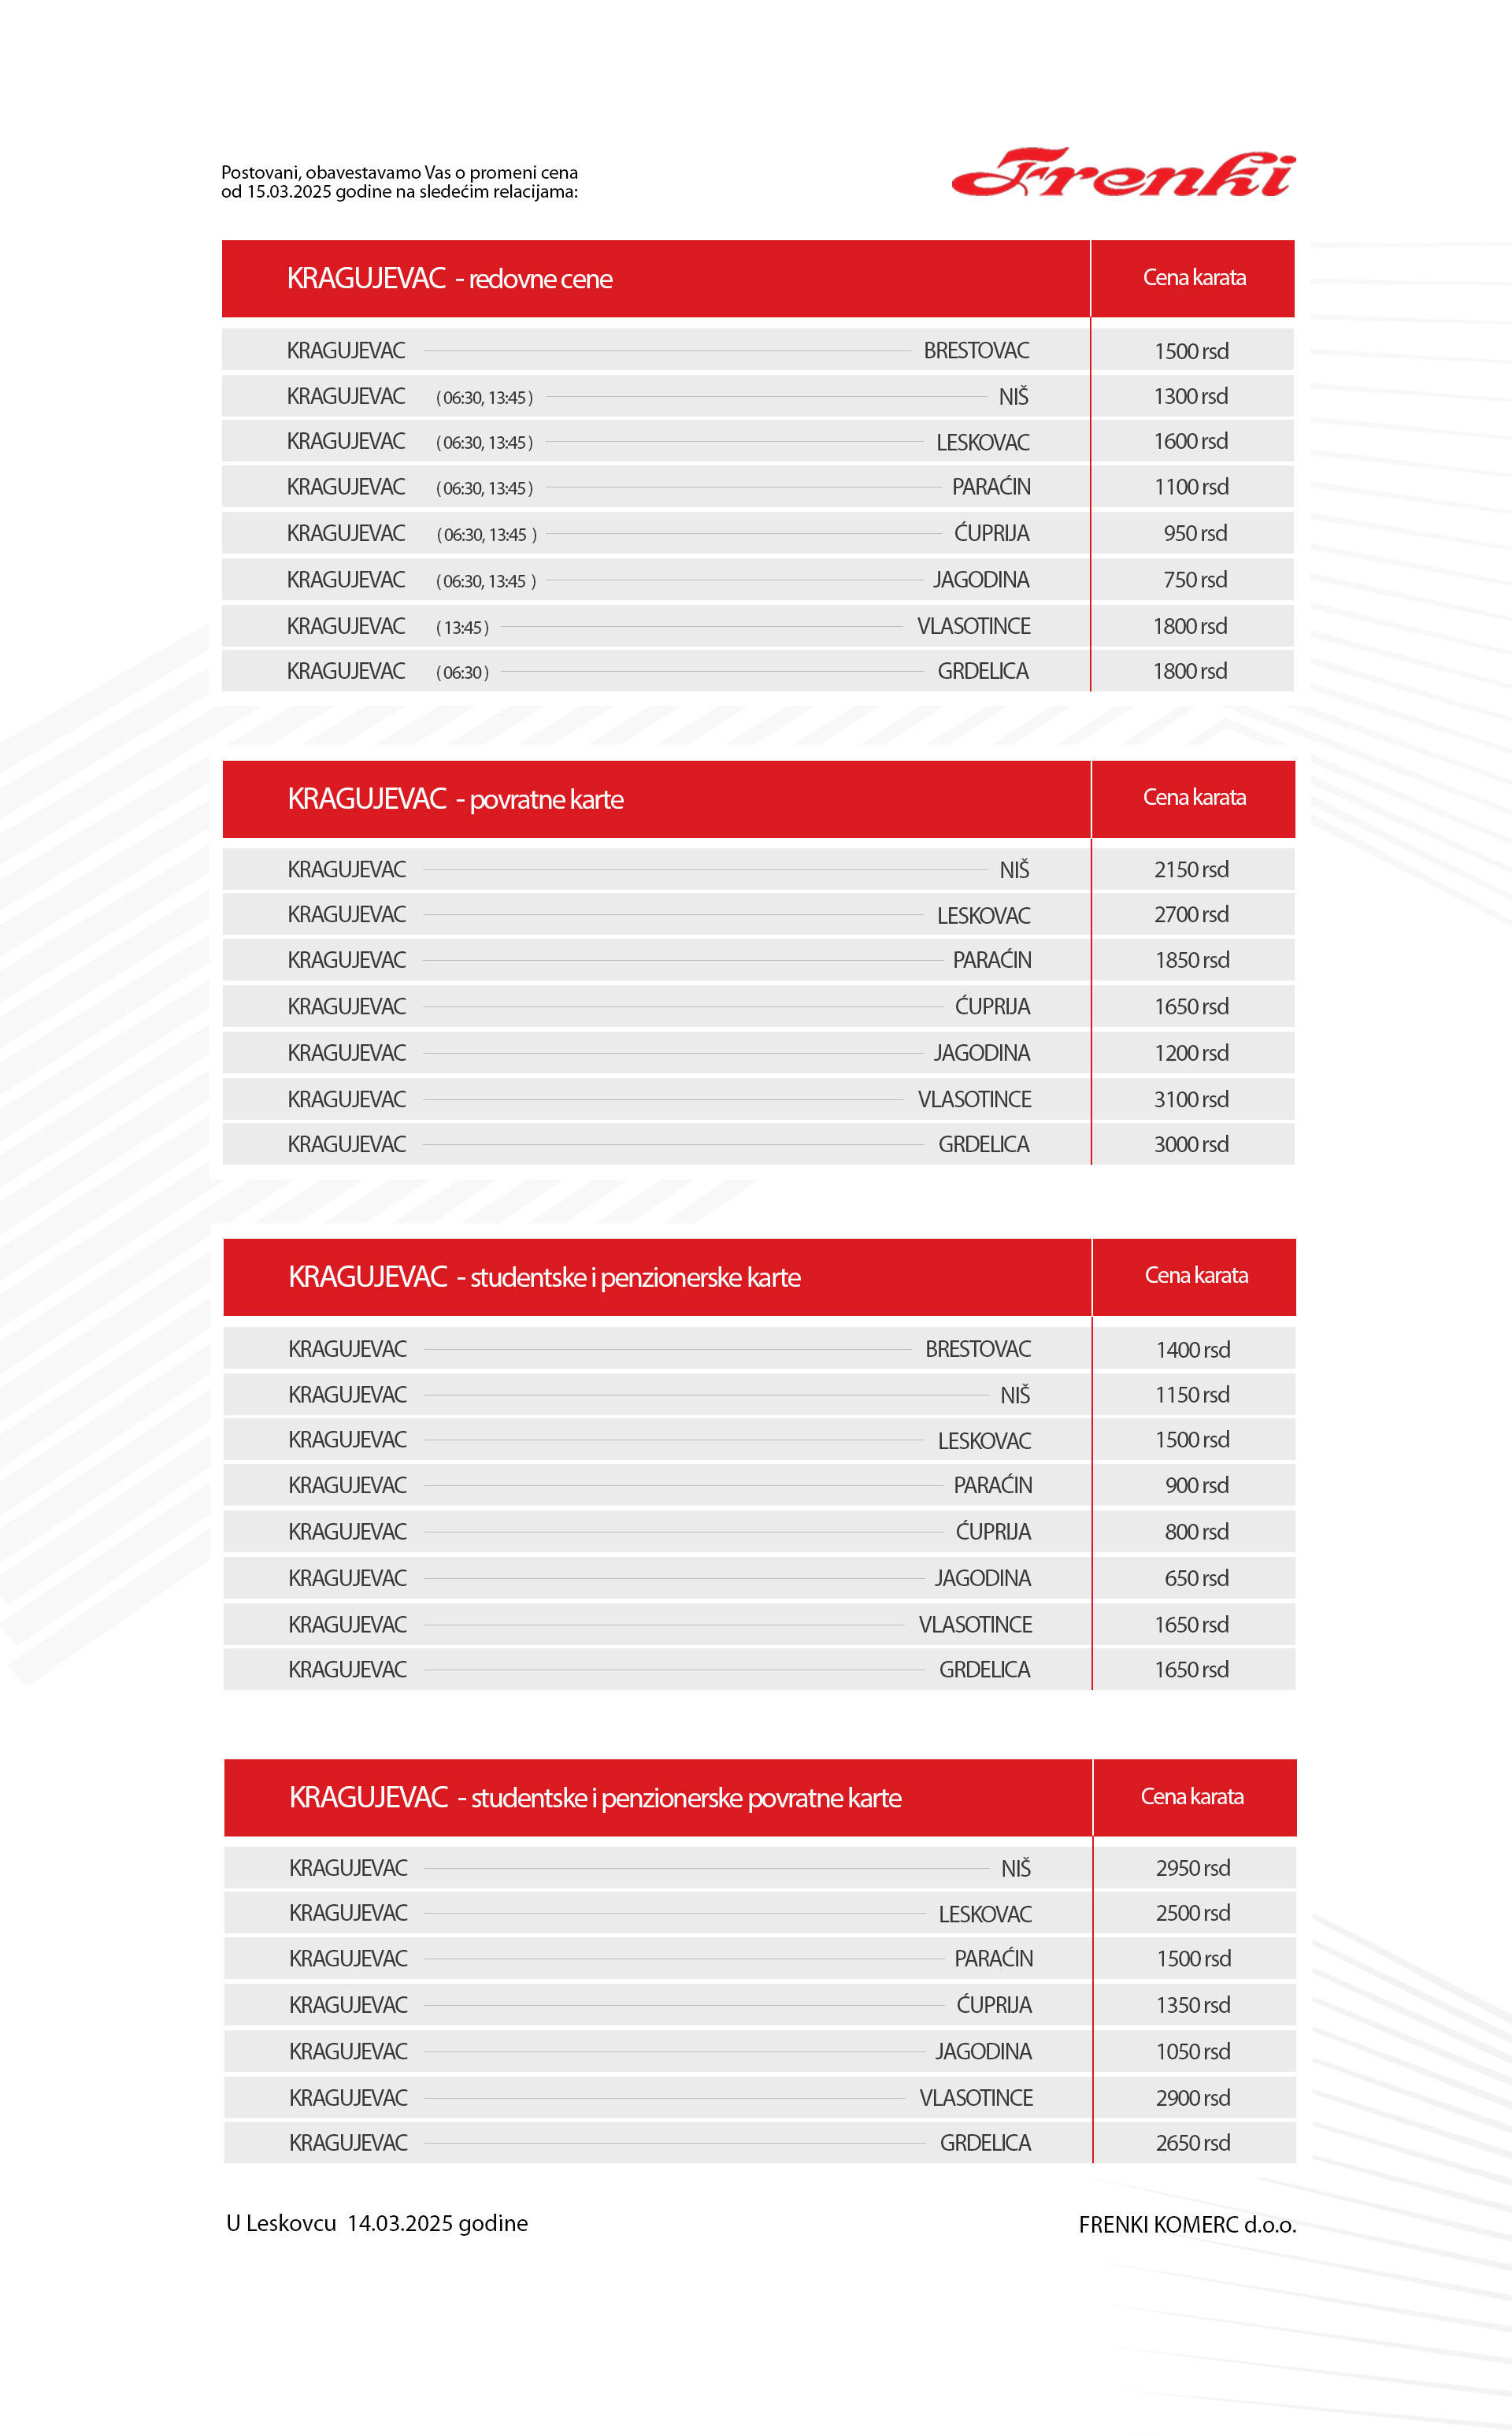 Postovani, obavestavamo Vas o promeni cena
od 15.03.2025 godine na sledećim relacijama:
Frenki
KRAGUJEVAC - redovne cene Cena karata
KRAGUJEVAC BRESTOVAC 1500 rsd
KRAGUJEVAC ( 06:30, 13:45 ) NIŠ 1300 rsd
KRAGUJEVAC ( 06:30, 13:45 ) LESKOVAC 1600 rsd
KRAGUJEVAC ( 06:30, 13:45 ) PARAĆIN 1100 rsd
KRAGUJEVAC ( 06:30, 13:45 ) ĆUPRIJA 950 rsd
KRAGUJEVAC ( 06:30, 13:45 ) JAGODINA 750 rsd
KRAGUJEVAC ( 13:45 ) VLASOTINCE 1800 rsd
KRAGUJEVAC ( 06:30 ) GRDELICA 1800 rsd
KRAGUJEVAC - povratne karte Cena karata
KRAGUJEVAC NIŠ 2150 rsd
KRAGUJEVAC LESKOVAC 2700 rsd
KRAGUJEVAC PARAĆIN 1850 rsd
KRAGUJEVAC ĆUPRIJA 1650 rsd
KRAGUJEVAC JAGODINA 1200 rsd
KRAGUJEVAC VLASOTINCE 3100 rsd
KRAGUJEVAC GRDELICA 3000 rsd
KRAGUJEVAC - studentske i penzionerske karte Cena karata
KRAGUJEVAC BRESTOVAC 1400 rsd
KRAGUJEVAC NIŠ 1150 rsd
KRAGUJEVAC LESKOVAC 1500 rsd
KRAGUJEVAC PARAĆIN 900 rsd
KRAGUJEVAC ĆUPRIJA 800 rsd
KRAGUJEVAC JAGODINA 650 rsd
KRAGUJEVAC VLASOTINCE 1650 rsd
KRAGUJEVAC GRDELICA 1650 rsd
KRAGUJEVAC - studentske i penzionerske povratne karte Cena karata
KRAGUJEVAC NIŠ 2950 rsd
KRAGUJEVAC LESKOVAC 2500 rsd
KRAGUJEVAC PARAĆIN 1500 rsd
KRAGUJEVAC ĆUPRIJA 1350 rsd
KRAGUJEVAC JAGODINA 1050 rsd
KRAGUJEVAC VLASOTINCE 2900 rsd
KRAGUJEVAC GRDELICA 2650 rsd
U Leskovcu 14.03.2025 godine
FRENKI KOMERC d.o.o.